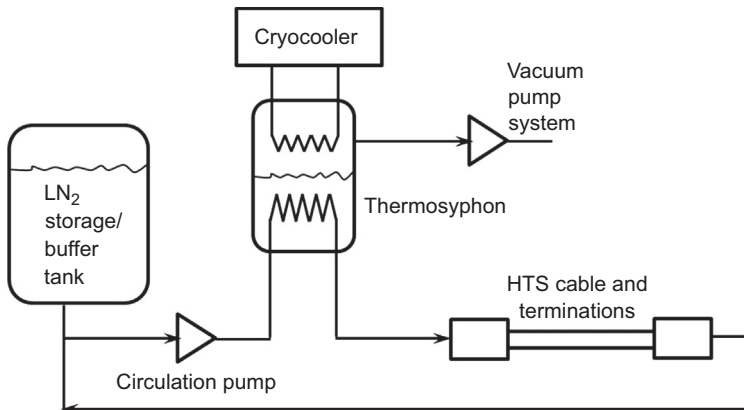 Cryocooler
Vacuum
pump
system
LN₂
storage/
buffer
tank
Thermosyphon
HTS cable and
terminations
Circulation pump